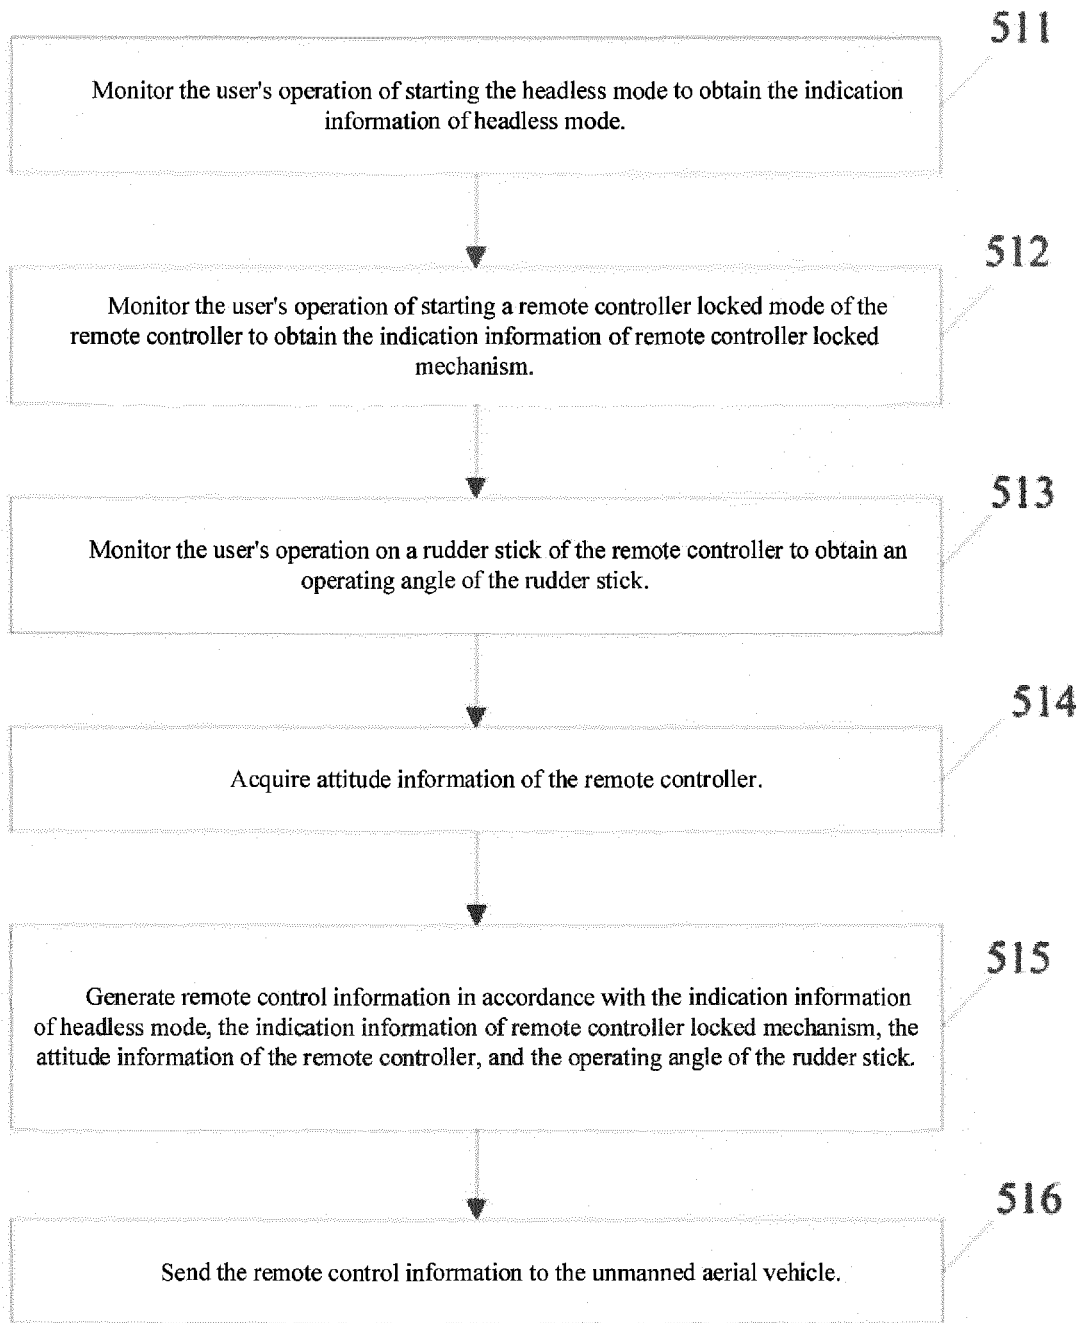 511
Monitor the user's operation of starting the headless mode to obtain the indication
information of headless mode.
512
Monitor the user's operation of starting a remote controller locked mode of the
remote controller to obtain the indication information of remote controller locked
mechanism.
513
Monitor the user's operation on a rudder stick of the remote controller to obtain an
operating angle of the rudder stick.
514
Acquire attitude information of the remote controller.
515
Generate remote control information in accordance with the indication information
of headless mode, the indication information of remote controller locked mechanism, the
attitude information of the remote controller, and the operating angle of the rudder stick.
516
Send the remote control information to the unmanned aerial vehicle.